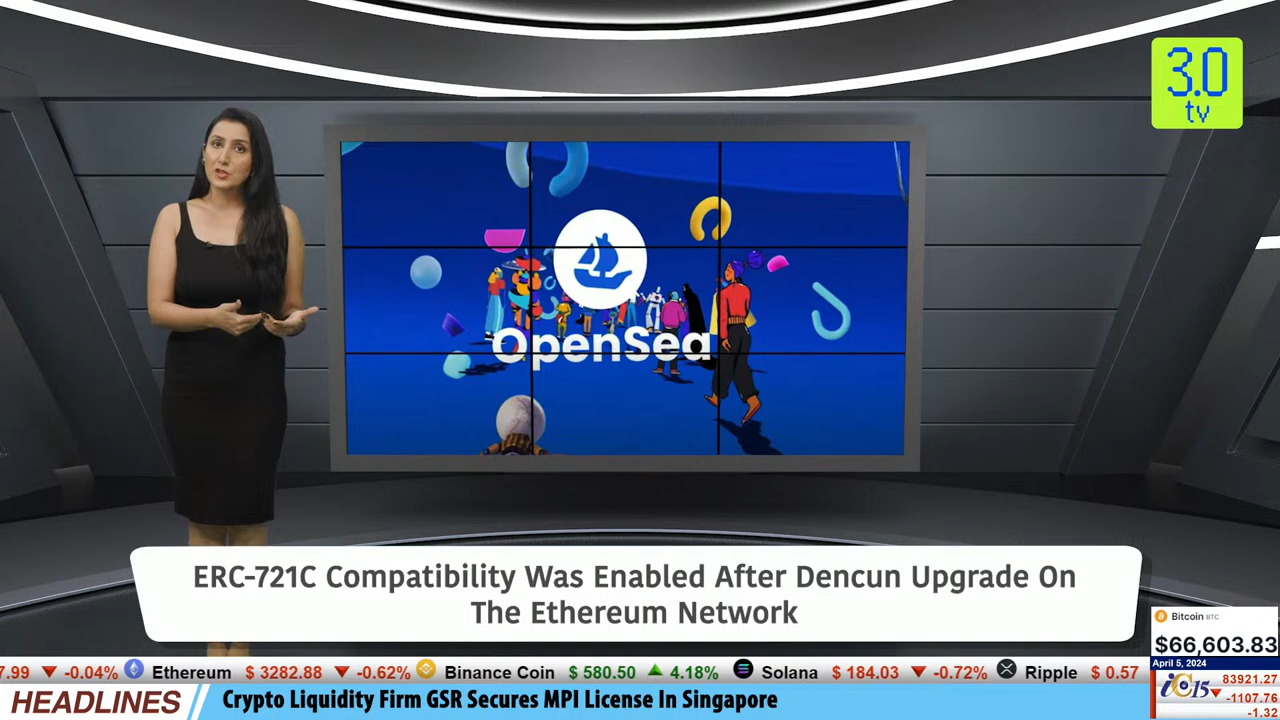 3.0
tv
OpenSea
ERC-721C Compatibility Was Enabled After Dencun Upgrade On
The Ethereum Network
Bitcoin BTC
$66,603.83
April 5, 2024
7.99 ▼ -0.04% Ethereum $ 3282.88 ▼ -0.62% Binance Coin $ 580.50 ▲ 4.18% Solana $ 184.03 ▼ -0.72% Ripple $ 0.57
IC15 ▼ 83921.27
-1107.76
-1.32
HEADLINES Crypto Liquidity Firm GSR Secures MPI License In Singapore